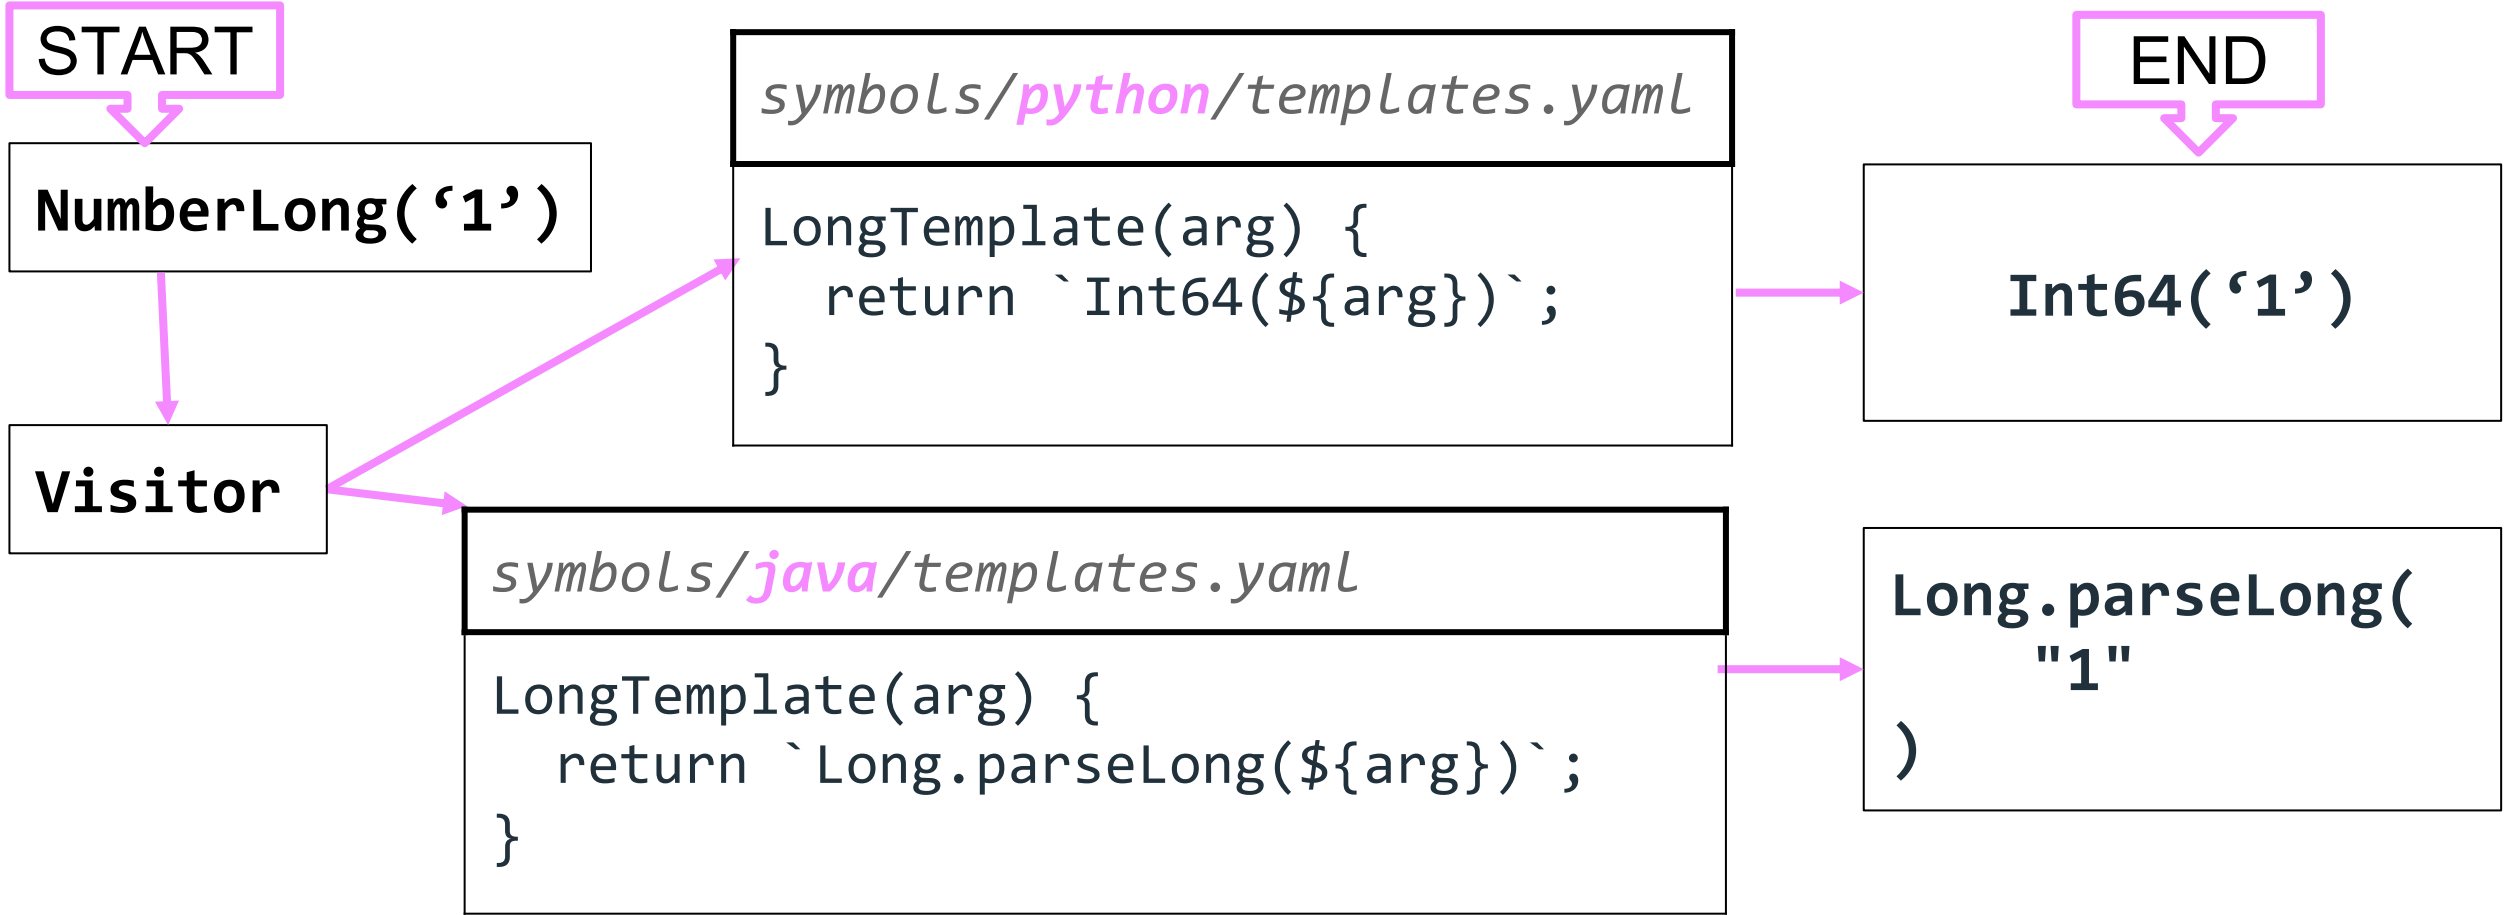 START
NumberLong(‘1’)
Visitor
symbols/python/templates.yaml
LongTemplate(arg) {
  return `Int64(${arg})`;
}
symbols/java/templates.yaml
LongTemplate(ar) {
  return `Long.parseLong(${arg})`;
}
END
Int64(‘1’)
Long.parseLong(
      "1"
)